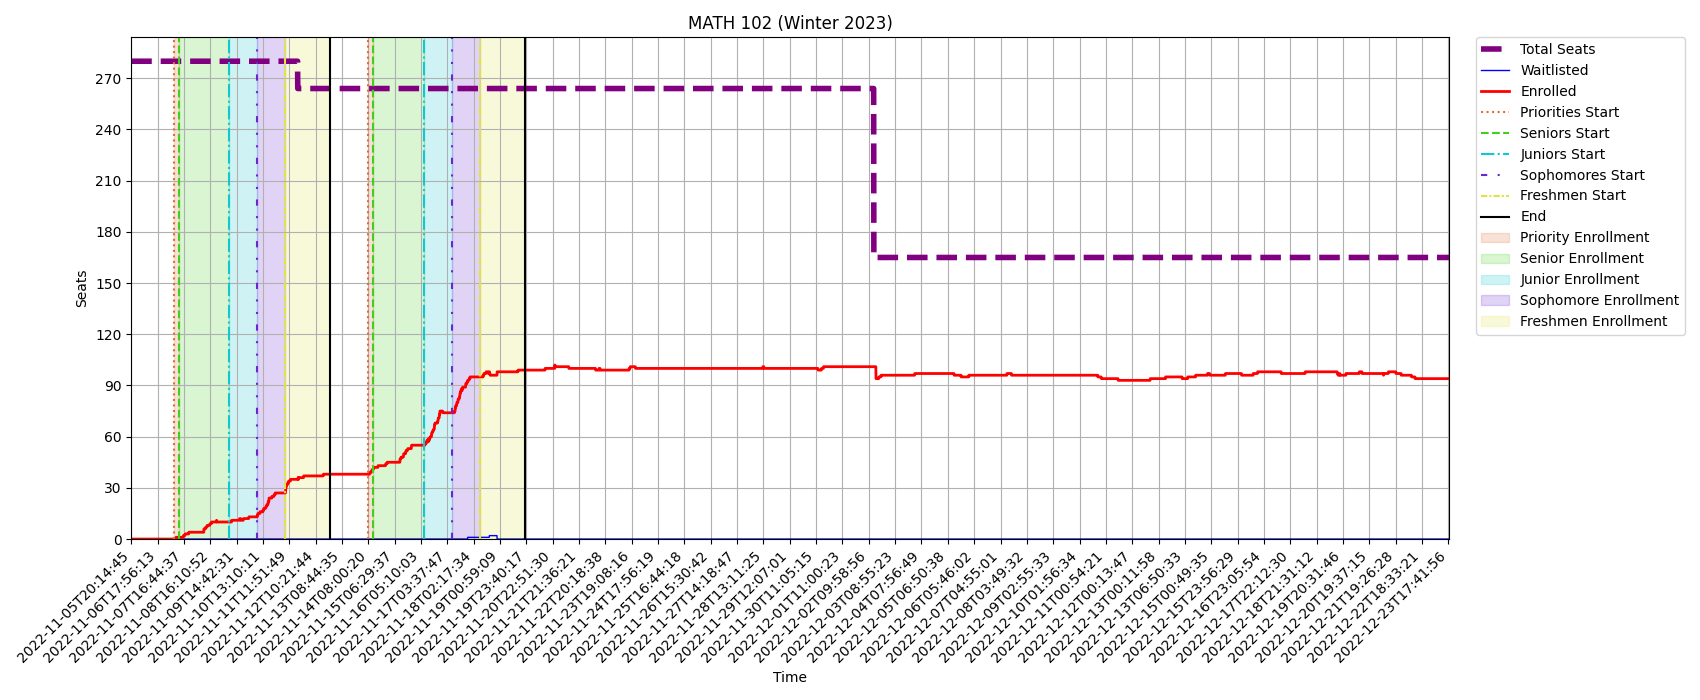 MATH 102 (Winter 2023)
Seats
270
240
210
180
150
120
90
60
30
0
2022-11-05T20:14:45
2022-11-06T17:56:13
2022-11-07T16:44:37
2022-11-08T16:10:52
2022-11-09T14:42:31
2022-11-10T13:10:11
2022-11-11T11:51:49
2022-11-12T10:21:44
2022-11-13T08:44:35
2022-11-14T08:00:20
2022-11-15T06:29:37
2022-11-16T05:10:03
2022-11-17T03:37:47
2022-11-18T02:17:34
2022-11-19T00:59:09
2022-11-19T23:40:17
2022-11-20T22:51:30
2022-11-21T21:36:21
2022-11-22T20:18:38
2022-11-23T19:08:16
2022-11-24T17:56:19
2022-11-25T16:44:18
2022-11-26T15:30:42
2022-11-27T14:18:47
2022-11-28T13:11:25
2022-11-29T12:07:01
2022-11-30T11:05:15
2022-12-01T11:00:23
2022-12-02T09:58:56
2022-12-03T08:55:23
2022-12-04T07:56:49
2022-12-05T06:50:38
2022-12-06T05:46:02
2022-12-07T04:55:01
2022-12-08T03:49:32
2022-12-09T02:55:33
2022-12-10T01:56:34
2022-12-11T00:54:21
2022-12-12T00:13:47
2022-12-13T00:11:58
2022-12-13T06:50:33
2022-12-15T00:49:35
2022-12-15T23:56:29
2022-12-16T23:05:54
2022-12-17T22:12:30
2022-12-18T21:31:12
2022-12-19T20:31:46
2022-12-20T19:37:15
2022-12-21T19:26:28
2022-12-22T18:33:21
2022-12-23T17:41:56
Time
Total Seats
Waitlisted
Enrolled
Priorities Start
Seniors Start
Juniors Start
Sophomores Start
Freshmen Start
End
Priority Enrollment
Senior Enrollment
Junior Enrollment
Sophomore Enrollment
Freshmen Enrollment